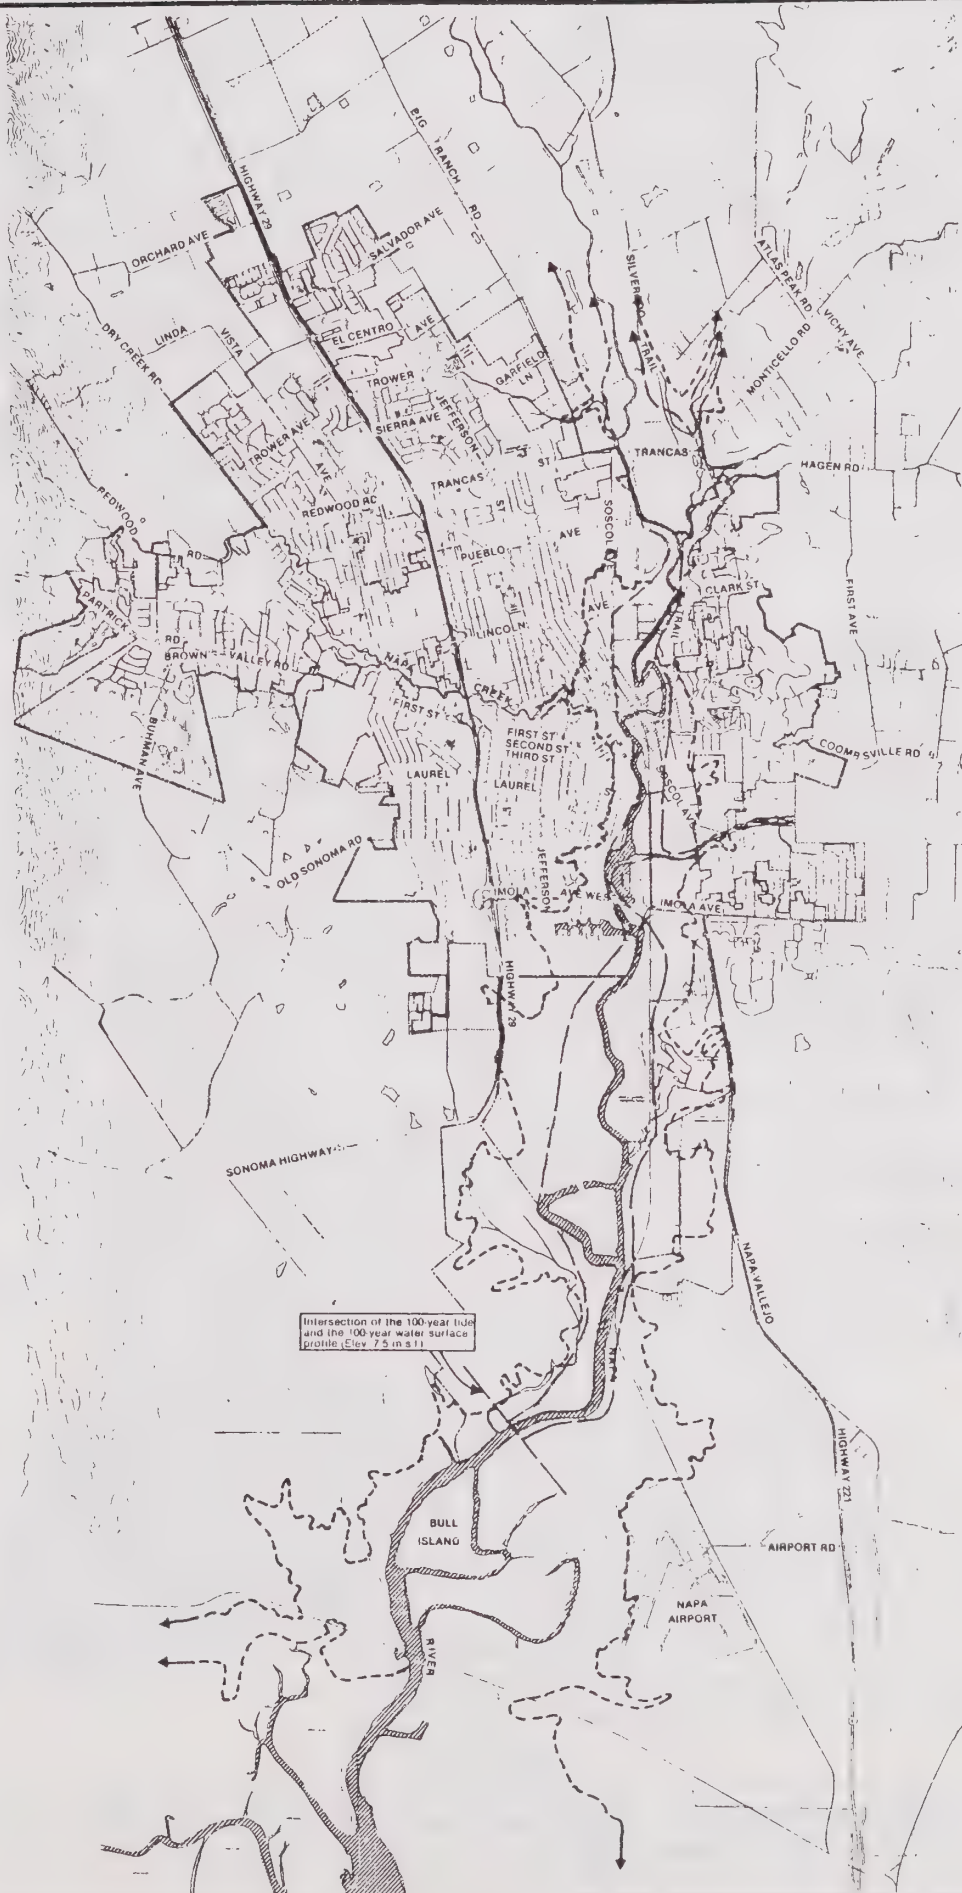 BIG
RANCH
RD
HIGHWAY 29
ORCHARD AVE
SALVADOR AVE
ATLAS PEAK RD
VICHY AVE
MONTICELLO RD
TRAIL
LINDA
VISTA
DRY CREEK RD
EL CENTRO
AVE
GARFIELD
LN
TROWER
JEFFERSON
SIERRA AVE
TROWER AVE
AVE
TRANCAS
ST
TRANCAS
HAGEN RD
REDWOOD RD
REDWOOD
RD
ST
PUEBLO
AVE
SOSCOL
CLARK ST
FIRST AVE
PARTRICK
RD
LINCOLN
AVE
TRAIL
BROWNS VALLEY RD
NAPA
CREEK
FIRST ST
FIRST ST
SECOND ST
THIRD ST
BUHMAN AVE
COOMBSVILLE RD
LAUREL
LAUREL
SOSCOL AVE
OLD SONOMA RD
JEFFERSON
IMOLA
AVE WEST
IMOLA AVE
HIGHWAY 29
SONOMA HIGHWAY
NAPA VALLEJO
Intersection of the 100-year tide
and the 100-year water surface
profile (Elev. 7.5 m s l)
NAPA
HIGHWAY 221
BULL
ISLAND
AIRPORT RD
NAPA
AIRPORT
RIVER